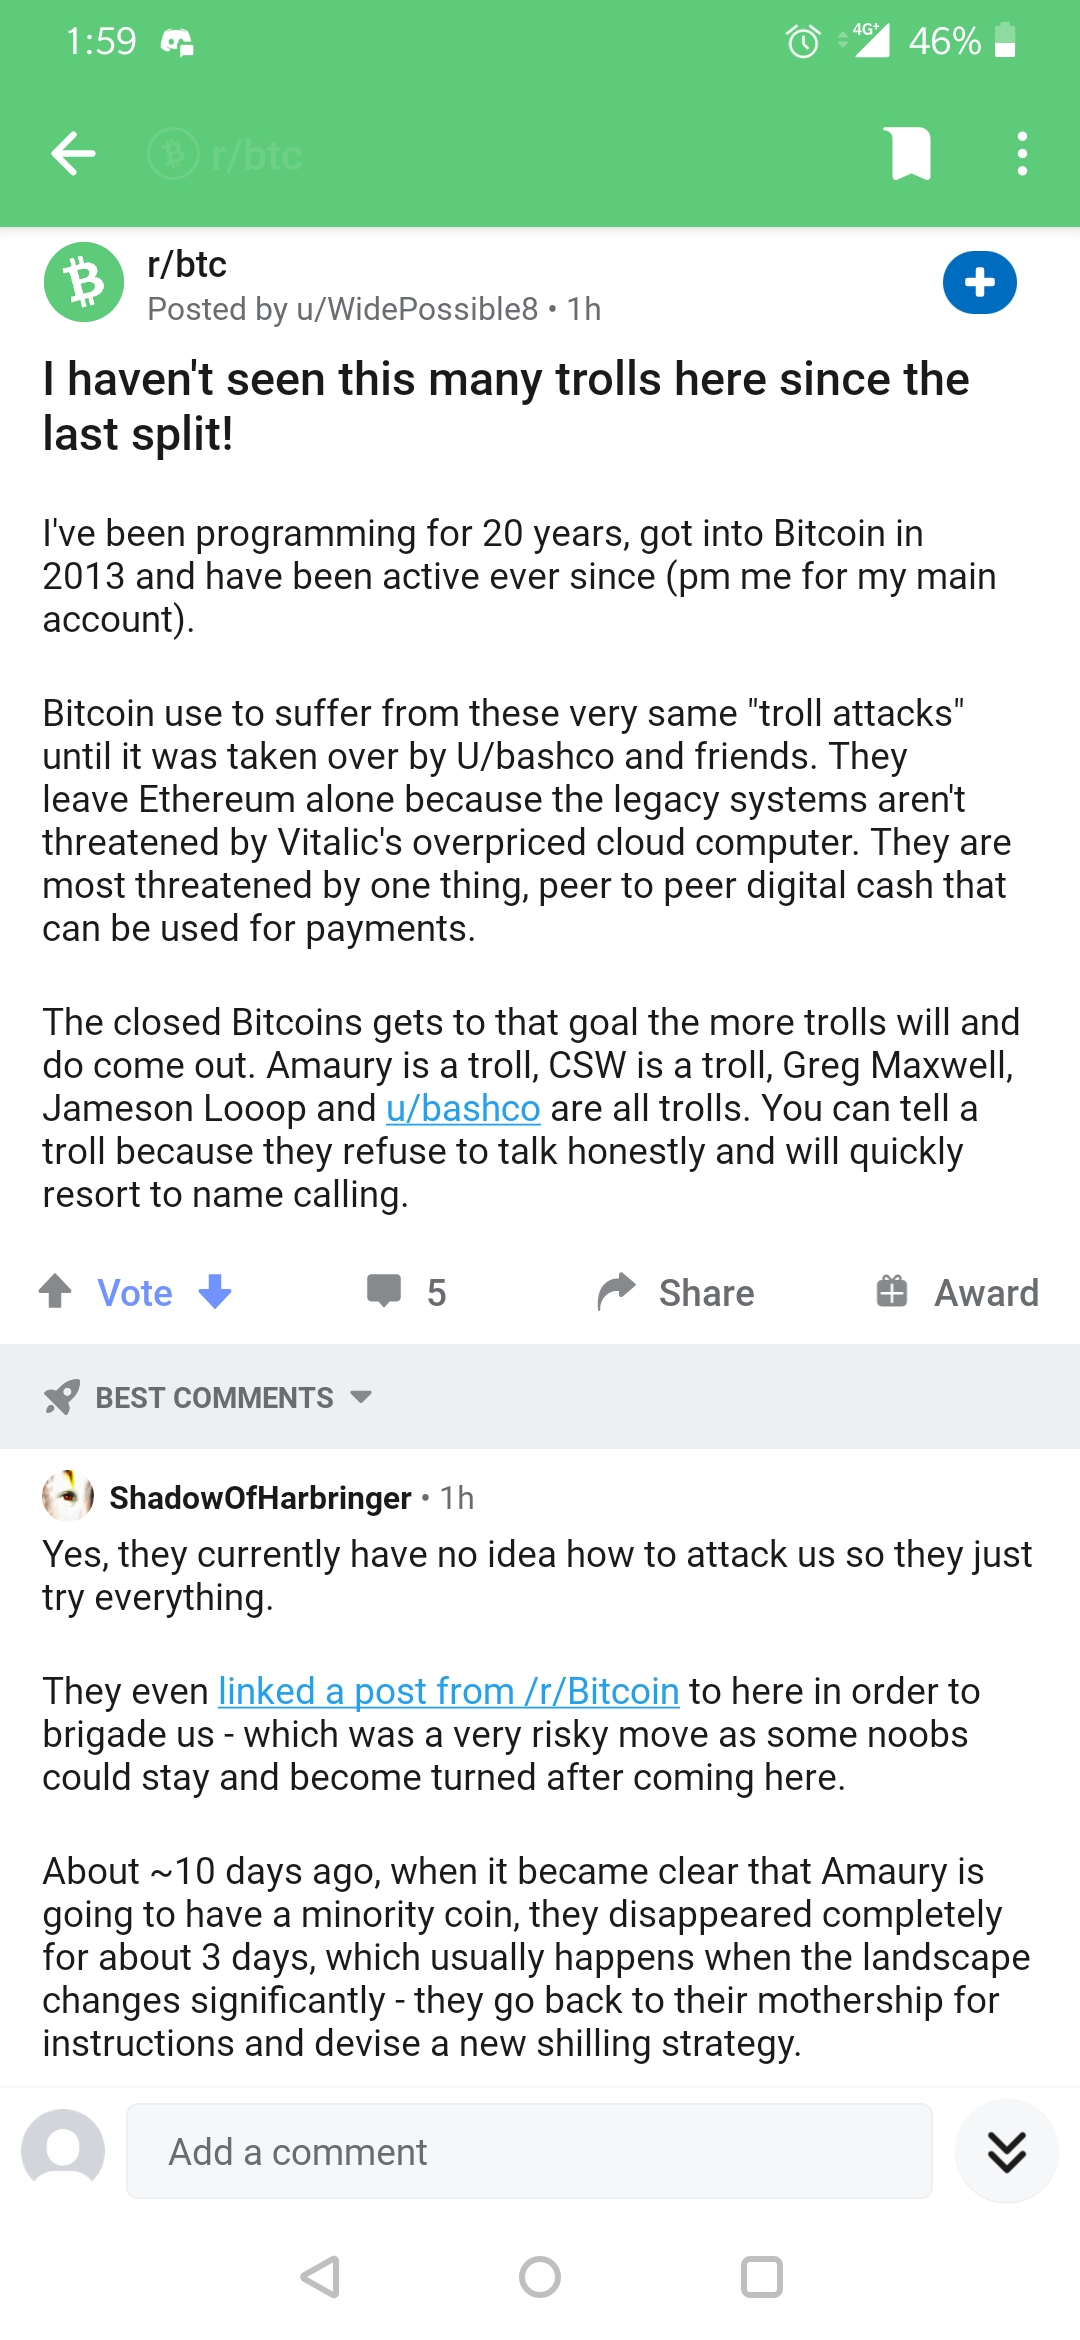 1:59
4G+ 46%
r/btc
r/btc
Posted by u/WidePossible8 • 1h
I haven't seen this many trolls here since the
last split!
I've been programming for 20 years, got into Bitcoin in
2013 and have been active ever since (pm me for my main
account).
Bitcoin use to suffer from these very same "troll attacks"
until it was taken over by U/bashco and friends. They
leave Ethereum alone because the legacy systems aren't
threatened by Vitalic's overpriced cloud computer. They are
most threatened by one thing, peer to peer digital cash that
can be used for payments.
The closed Bitcoins gets to that goal the more trolls will and
do come out. Amaury is a troll, CSW is a troll, Greg Maxwell,
Jameson Looop and u/bashco are all trolls. You can tell a
troll because they refuse to talk honestly and will quickly
resort to name calling.
Vote 5 Share Award
BEST COMMENTS
ShadowOfHarbringer • 1h
Yes, they currently have no idea how to attack us so they just
try everything.
They even linked a post from /r/Bitcoin to here in order to
brigade us - which was a very risky move as some noobs
could stay and become turned after coming here.
About ~10 days ago, when it became clear that Amaury is
going to have a minority coin, they disappeared completely
for about 3 days, which usually happens when the landscape
changes significantly - they go back to their mothership for
instructions and devise a new shilling strategy.
Add a comment